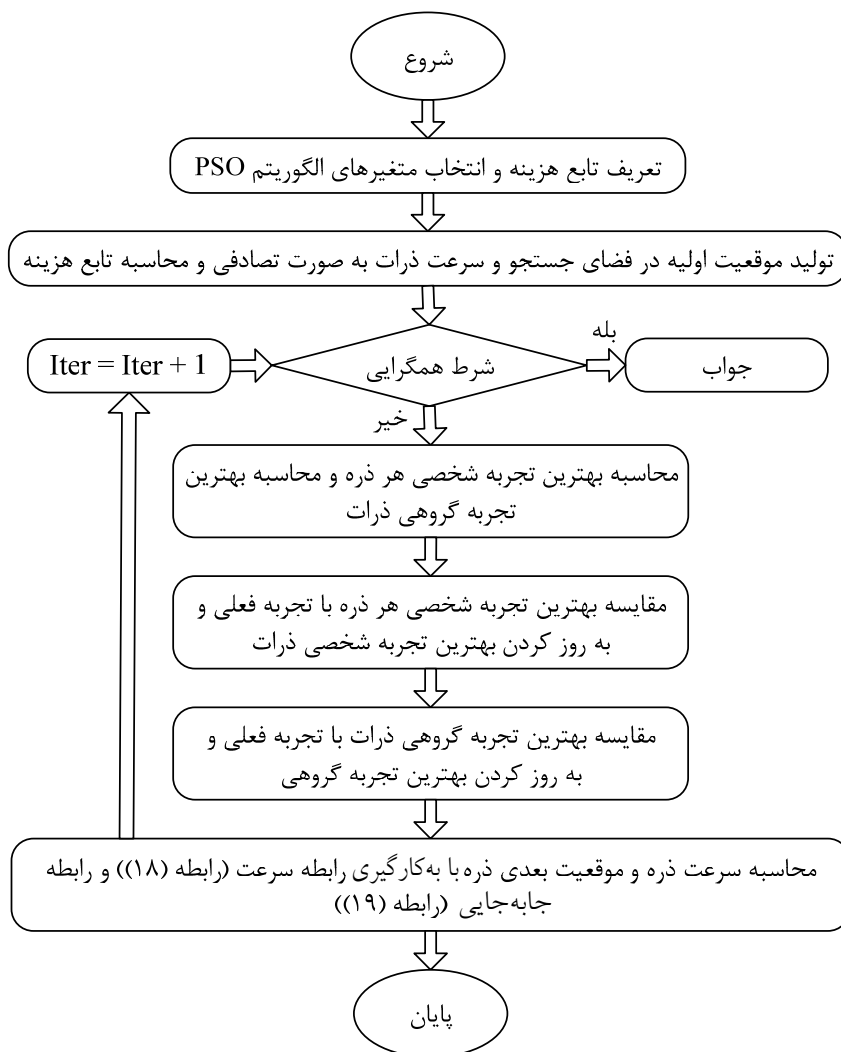 شروع
تعریف تابع هزینه و انتخاب متغیرهای الگوریتم PSO
تولید موقعیت اولیه در فضای جستجو و سرعت ذرات به صورت تصادفی و محاسبه تابع هزینه
شرط همگرایی
بله
جواب
Iter = Iter + 1
خیر
محاسبه بهترین تجربه شخصی هر ذره و محاسبه بهترین
تجربه گروهی ذرات
مقایسه بهترین تجربه شخصی هر ذره با تجربه فعلی و
به روز کردن بهترین تجربه شخصی ذرات
مقایسه بهترین تجربه گروهی ذرات با تجربه فعلی و
به روز کردن بهترین تجربه گروهی
محاسبه سرعت ذره و موقعیت بعدی ذره با به‌کارگیری رابطه سرعت (رابطه (۱۸)) و رابطه
جابه‌جایی (رابطه (۱۹))
پایان